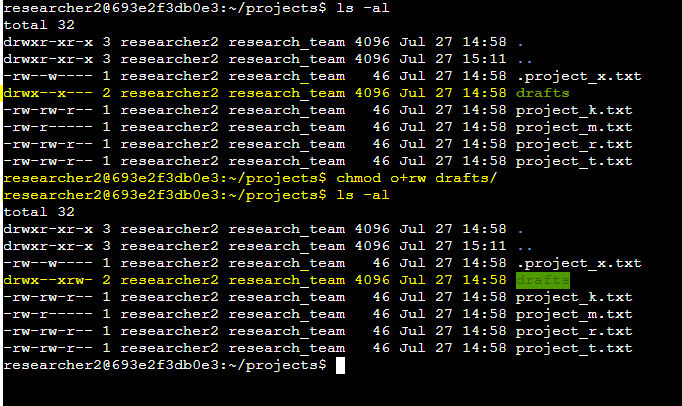 researcher2@693e2f3db0e3:~/projects$ ls -al
total 32
drwxr-xr-x 3 researcher2 research_team 4096 Jul 27 14:58 .
drwxr-xr-x 3 researcher2 research_team 4096 Jul 27 15:11 ..
-rw--w---- 1 researcher2 research_team   46 Jul 27 14:58 .project_x.txt
drwx--x--- 2 researcher2 research_team 4096 Jul 27 14:58 drafts
-rw-rw-r-- 1 researcher2 research_team   46 Jul 27 14:58 project_k.txt
-rw-r----- 1 researcher2 research_team   46 Jul 27 14:58 project_m.txt
-rw-rw-r-- 1 researcher2 research_team   46 Jul 27 14:58 project_r.txt
-rw-rw-r-- 1 researcher2 research_team   46 Jul 27 14:58 project_t.txt
researcher2@693e2f3db0e3:~/projects$ chmod o+rw drafts/
researcher2@693e2f3db0e3:~/projects$ ls -al
total 32
drwxr-xr-x 3 researcher2 research_team 4096 Jul 27 14:58 .
drwxr-xr-x 3 researcher2 research_team 4096 Jul 27 15:11 ..
-rw--w---- 1 researcher2 research_team   46 Jul 27 14:58 .project_x.txt
drwx--xrw- 2 researcher2 research_team 4096 Jul 27 14:58 drafts
-rw-rw-r-- 1 researcher2 research_team   46 Jul 27 14:58 project_k.txt
-rw-r----- 1 researcher2 research_team   46 Jul 27 14:58 project_m.txt
-rw-rw-r-- 1 researcher2 research_team   46 Jul 27 14:58 project_r.txt
-rw-rw-r-- 1 researcher2 research_team   46 Jul 27 14:58 project_t.txt
researcher2@693e2f3db0e3:~/projects$